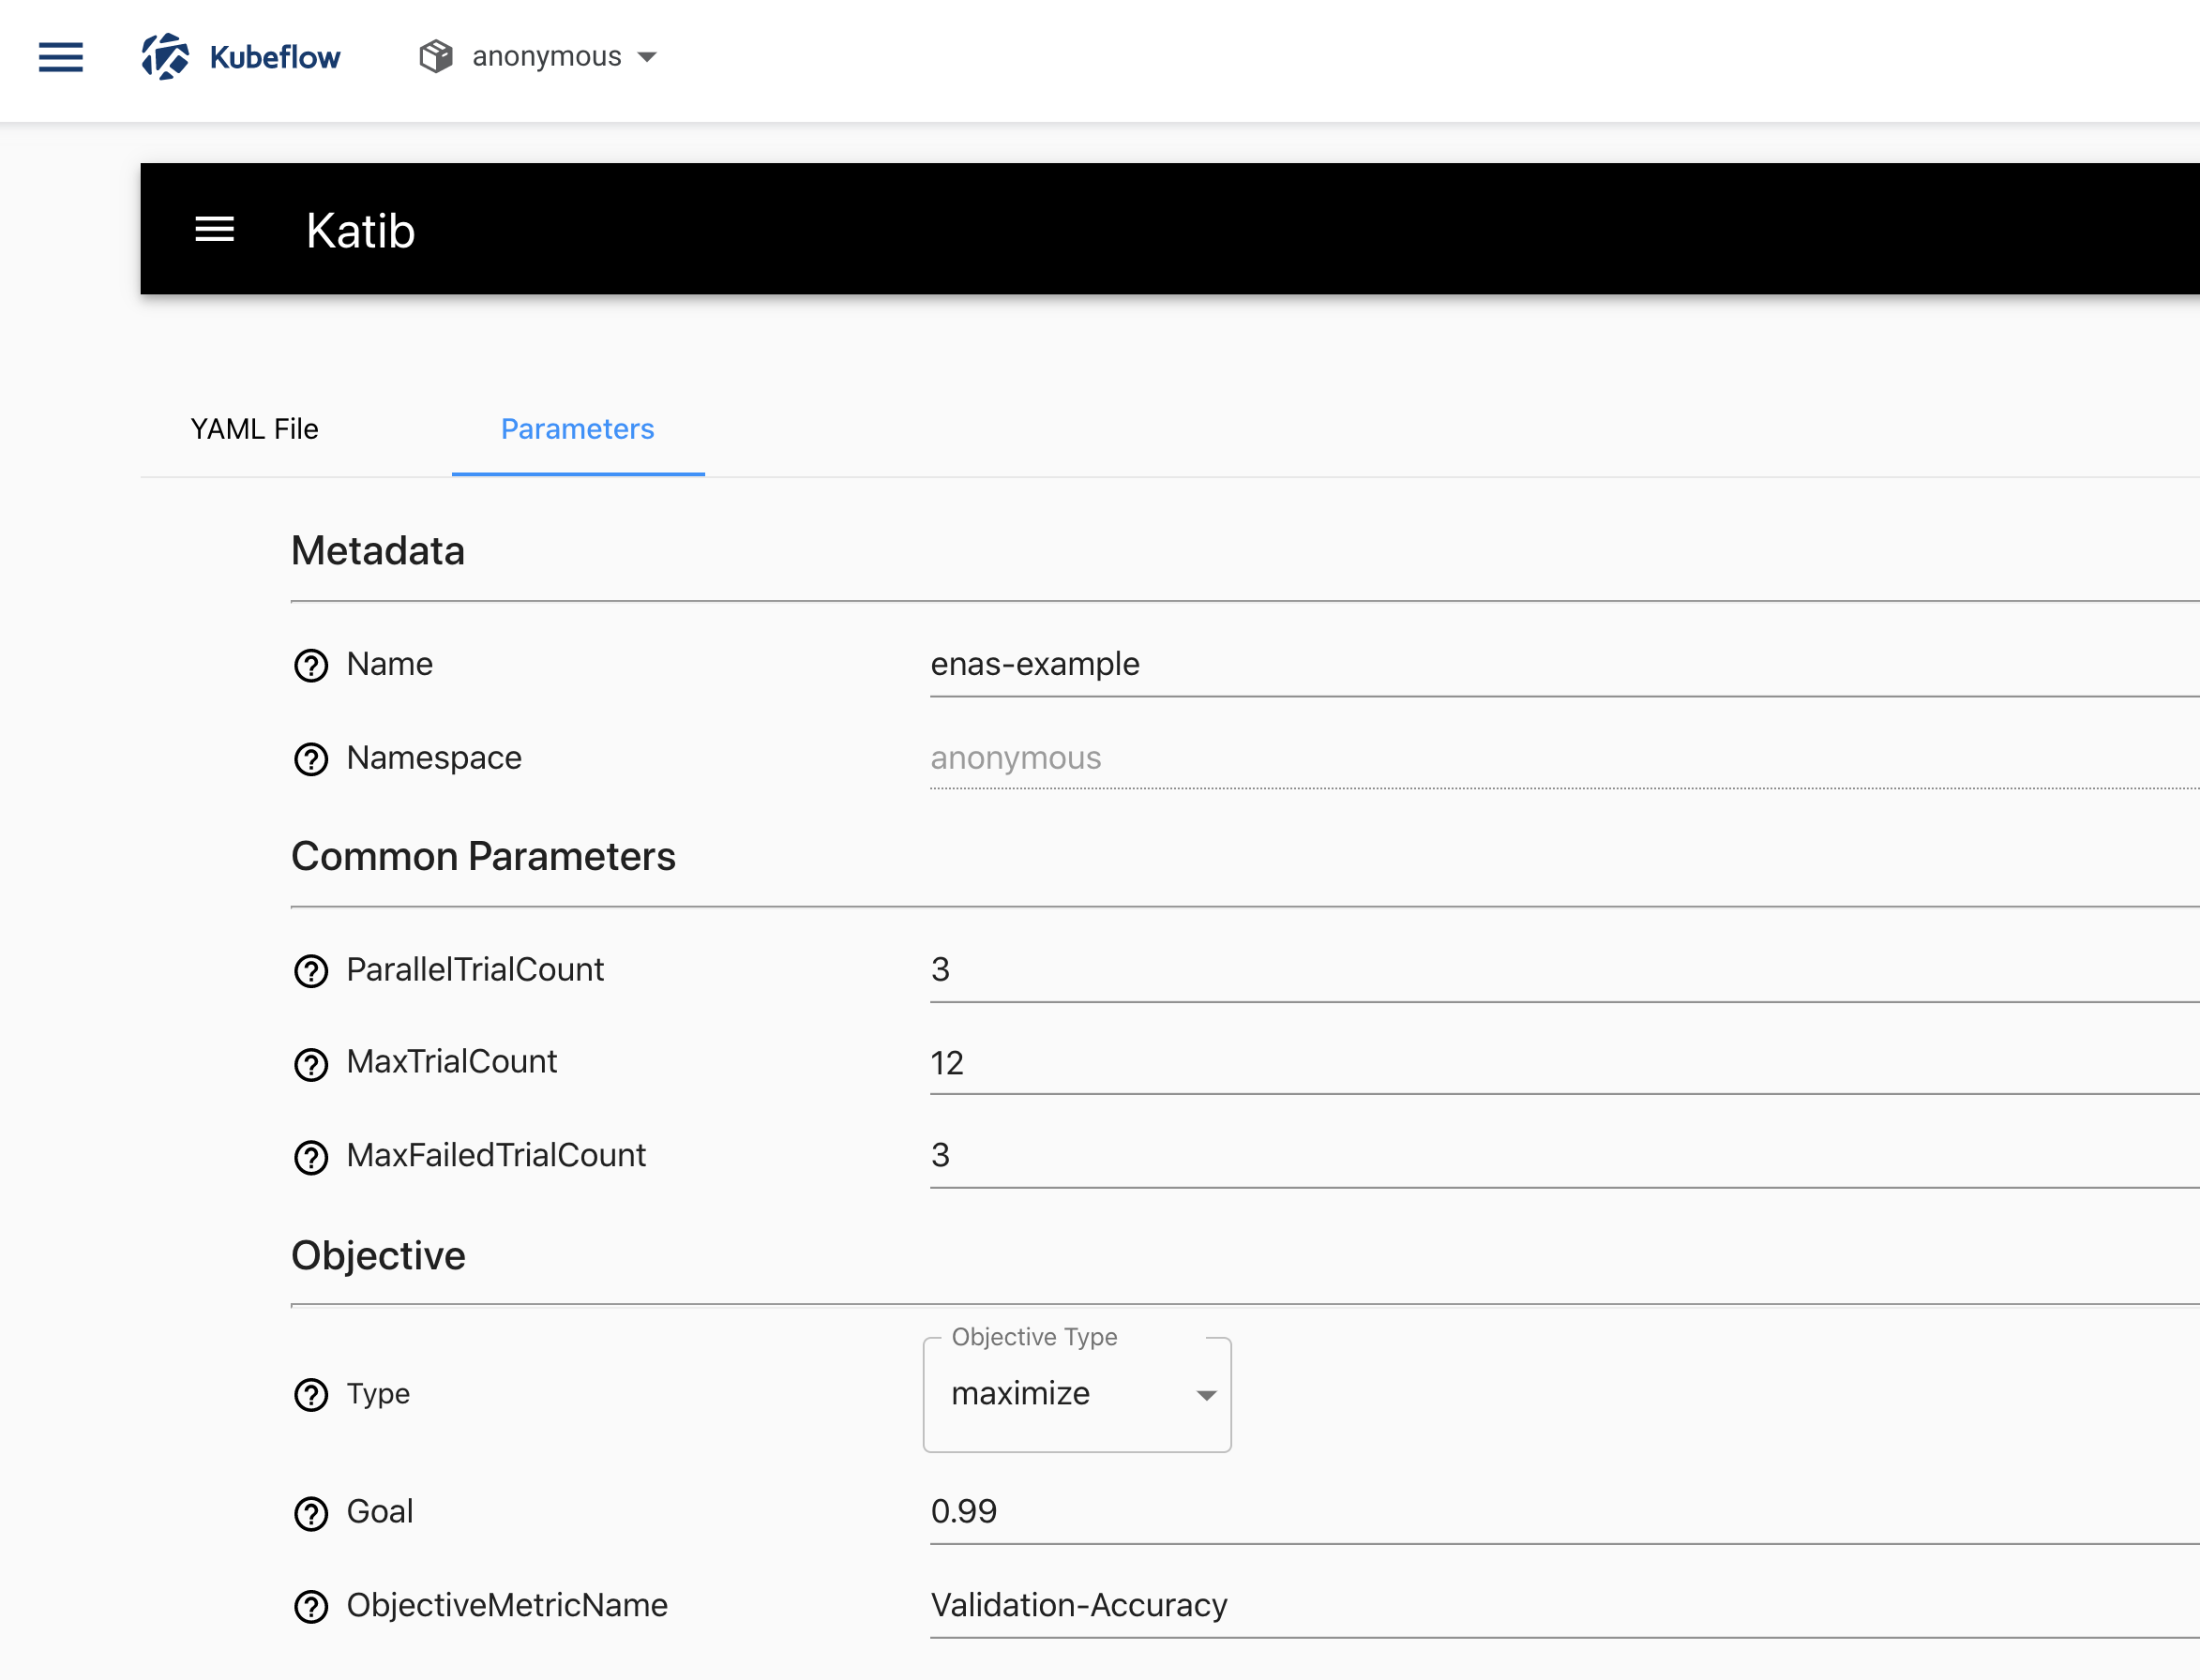 Kubeflow anonymous
Katib
YAML File Parameters
Metadata
Name enas-example
Namespace anonymous
Common Parameters
ParallelTrialCount 3
MaxTrialCount 12
MaxFailedTrialCount 3
Objective
Objective Type
Type maximize
Goal 0.99
ObjectiveMetricName Validation-Accuracy